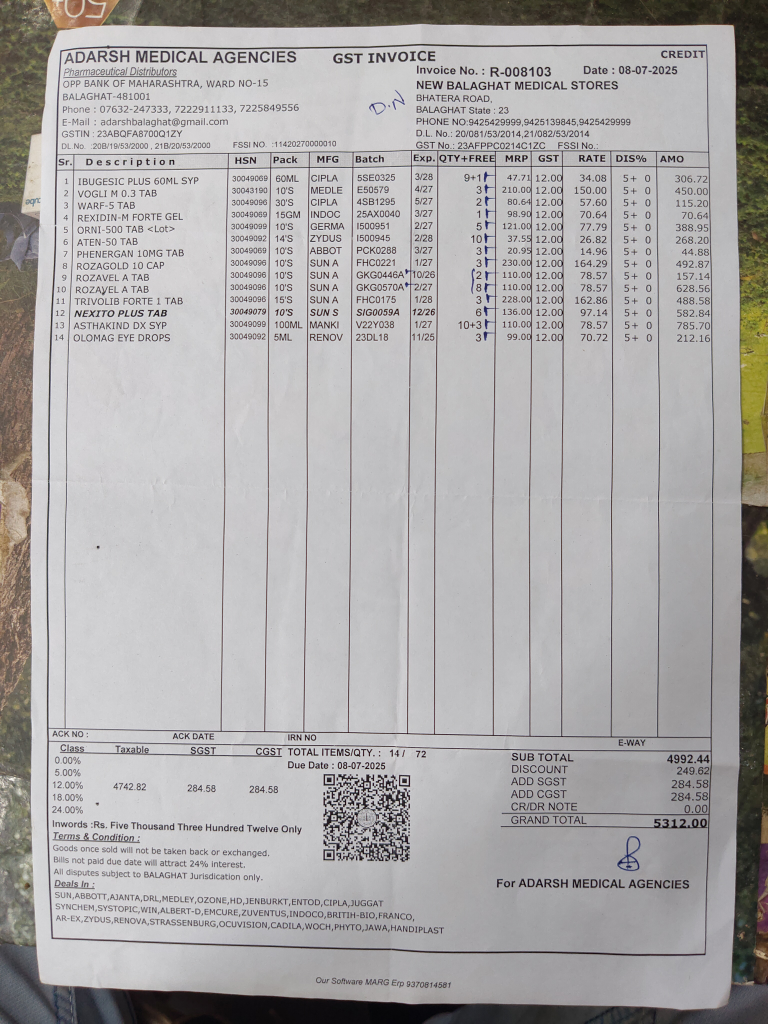 50
ADARSH MEDICAL AGENCIES
GST INVOICE
CREDIT
Pharmaceutical Distributors
OPP BANK OF MAHARASHTRA, WARD NO-15
BALAGHAT-481001
Phone : 07632-247333, 7222911133, 7225849556
E-Mail : adarshbalaghat@gmail.com
GSTIN : 23ABQFA8700Q1ZY
DL No. :20B/19/53/2000 , 21B/20/53/2000 FSSI NO. :11420270000010
D.N
Invoice No. : R-008103 Date : 08-07-2025
NEW BALAGHAT MEDICAL STORES
BHATERA ROAD,
BALAGHAT State : 23
PHONE NO:9425429999,9425139845,9425429999
D.L. No.: 20/081/53/2014,21/082/53/2014
GST No.: 23AFPPC0214C1ZC FSSI No.:
Sr. Description HSN Pack MFG Batch Exp. QTY+FREE MRP GST RATE DIS% AMO
1 IBUGESIC PLUS 60ML SYP 30049069 60ML CIPLA 5SE0325 3/28 9+1 47.71 12.00 34.08 5+ 0 306.72
2 VOGLI M 0.3 TAB 30043190 10'S MEDLE E50579 4/27 3 210.00 12.00 150.00 5+ 0 450.00
3 WARF-5 TAB 30049096 30'S CIPLA 4SB1295 5/27 2 80.64 12.00 57.60 5+ 0 115.20
4 REXIDIN-M FORTE GEL 30049069 15GM INDOC 25AX0040 3/27 1 98.90 12.00 70.64 5+ 0 70.64
5 ORNI-500 TAB <Lot> 30049099 10'S GERMA I500951 2/27 5 121.00 12.00 77.79 5+ 0 388.95
6 ATEN-50 TAB 30049092 14'S ZYDUS I500945 2/28 10 37.55 12.00 26.82 5+ 0 268.20
7 PHENERGAN 10MG TAB 30049069 10'S ABBOT PCK0288 3/27 3 20.95 12.00 14.96 5+ 0 44.88
8 ROZAGOLD 10 CAP 30049096 10'S SUN A FHC0221 1/27 3 230.00 12.00 164.29 5+ 0 492.87
9 ROZAVEL A TAB 30049096 10'S SUN A GKG0446A 10/26 2 110.00 12.00 78.57 5+ 0 157.14
10 ROZAVEL A TAB 30049096 10'S SUN A GKG0570A 2/27 8 110.00 12.00 78.57 5+ 0 628.56
11 TRIVOLIB FORTE 1 TAB 30049096 15'S SUN A FHC0175 1/28 3 228.00 12.00 162.86 5+ 0 488.58
12 NEXITO PLUS TAB 30049079 10'S SUN S SIG0059A 12/26 6 136.00 12.00 97.14 5+ 0 582.84
13 ASTHAKIND DX SYP 30049099 100ML MANKI V22Y038 1/27 10+3 110.00 12.00 78.57 5+ 0 785.70
14 OLOMAG EYE DROPS 30049092 5ML RENOV 23DL18 11/25 3 99.00 12.00 70.72 5+ 0 212.16
ACK NO : ACK DATE IRN NO E-WAY
Class Taxable SGST CGST
0.00%
5.00%
12.00% 4742.82 284.58 284.58
18.00%
24.00%
TOTAL ITEMS/QTY. : 14 / 72
Due Date : 08-07-2025
SUB TOTAL 4992.44
DISCOUNT 249.62
ADD SGST 284.58
ADD CGST 284.58
CR/DR NOTE 0.00
GRAND TOTAL 5312.00
Inwords :Rs. Five Thousand Three Hundred Twelve Only
Terms & Condition :
Goods once sold will not be taken back or exchanged.
Bills not paid due date will attract 24% interest.
All disputes subject to BALAGHAT Jurisdication only.
Deals In :
SUN,ABBOTT,AJANTA,DRL,MEDLEY,OZONE,HD,JENBURKT,ENTOD,CIPLA,JUGGAT
SYNCHEM,SYSTOPIC,WIN,ALBERT-D,EMCURE,ZUVENTUS,INDOCO,BRITIH-BIO,FRANCO,
AR-EX,ZYDUS,RENOVA,STRASSENBURG,OCUVISION,CADILA,WOCH,PHYTO,JAWA,HANDIPLAST
For ADARSH MEDICAL AGENCIES
Our Software MARG Erp 9370814581